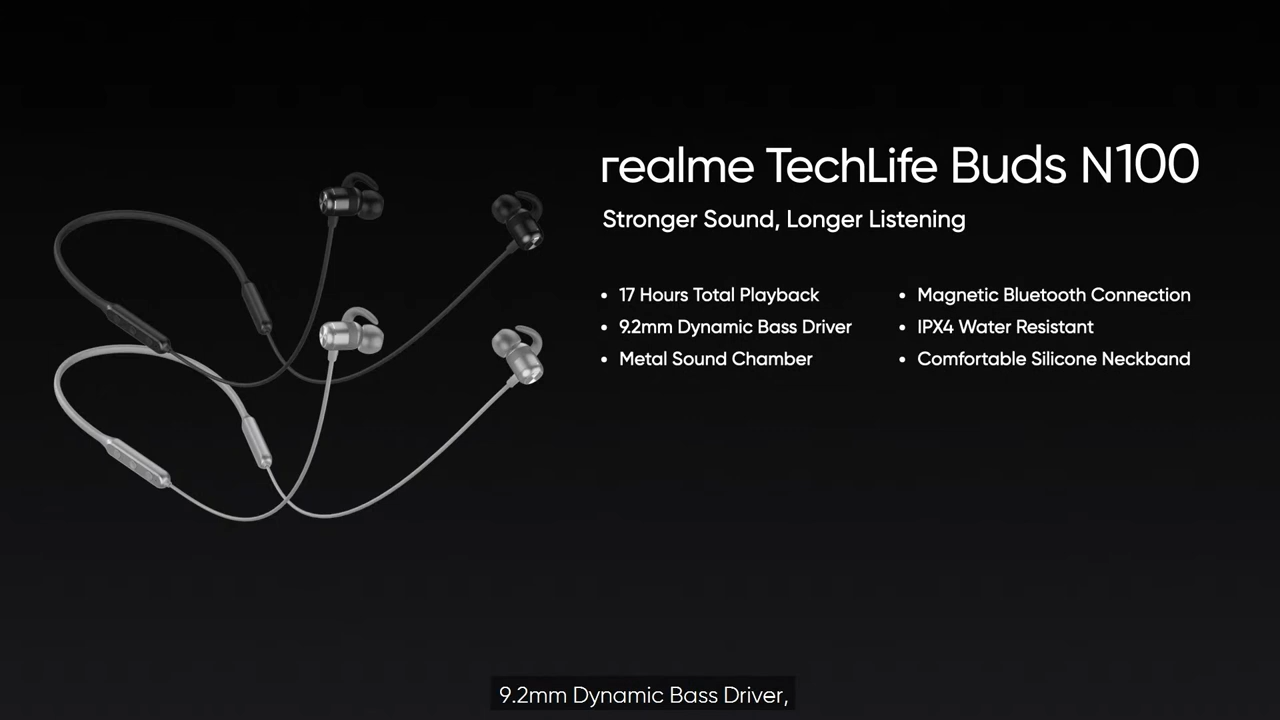 realme TechLife Buds N100
Stronger Sound, Longer Listening
• 17 Hours Total Playback
• 9.2mm Dynamic Bass Driver
• Metal Sound Chamber
• Magnetic Bluetooth Connection
• IPX4 Water Resistant
• Comfortable Silicone Neckband
9.2mm Dynamic Bass Driver,